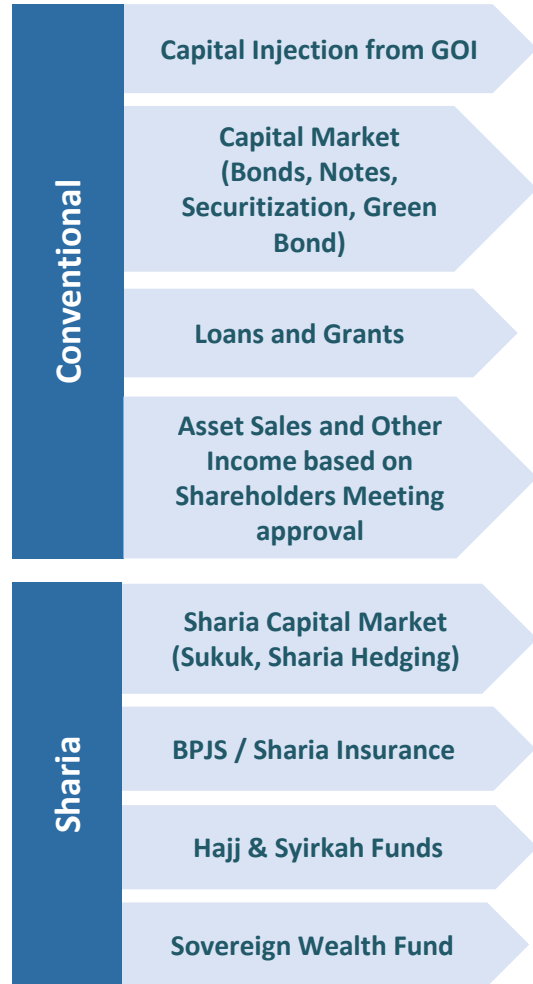 Conventional
Capital Injection from GOI
Capital Market
(Bonds, Notes,
Securitization, Green
Bond)
Loans and Grants
Asset Sales and Other
Income based on
Shareholders Meeting
approval
Sharia
Sharia Capital Market
(Sukuk, Sharia Hedging)
BPJS / Sharia Insurance
Hajj & Syirkah Funds
Sovereign Wealth Fund